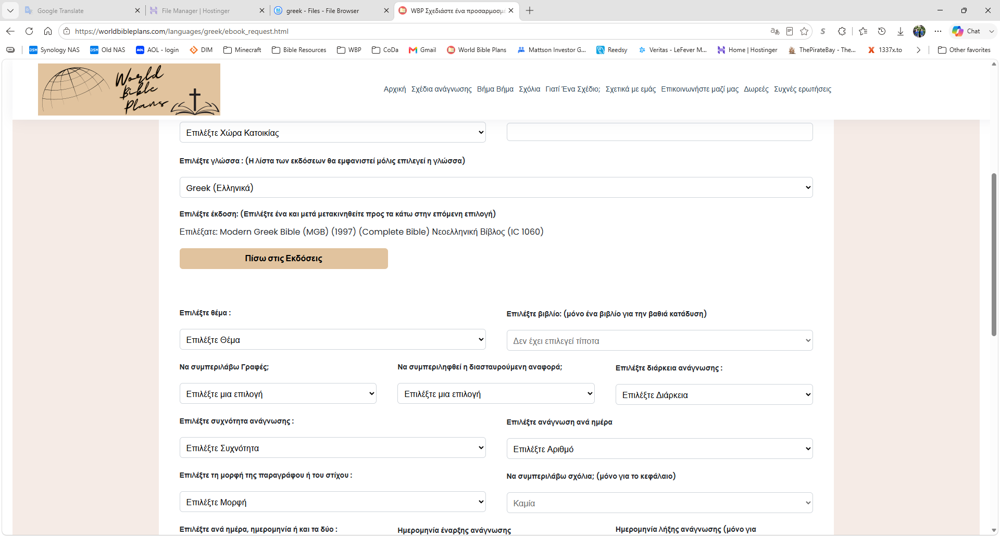 Google Translate
File Manager | Hostinger
greek - Files - File Browser
WBP Σχεδιάστε ένα προσαρμοσμέ
https://worldbibleplans.com/languages/greek/ebook_request.html
Chat
Synology NAS
Old NAS
AOL - login
DIM
Minecraft
Bible Resources
WBP
CoDa
Gmail
World Bible Plans
Mattson Investor G...
Reedsy
Veritas - LeFever M...
Home | Hostinger
ThePirateBay - The...
1337x.to
Other favorites
World
Bible
Plans
Αρχική Σχέδια ανάγνωσης Βήμα Βήμα Σχόλια Γιατί Ένα Σχέδιο; Σχετικά με εμάς Επικοινωνήστε μαζί μας Δωρεές Συχνές ερωτήσεις
Επιλέξτε Χώρα Κατοικίας
Επιλέξτε γλώσσα : (Η λίστα των εκδόσεων θα εμφανιστεί μόλις επιλεγεί η γλώσσα)
Greek (Ελληνικά)
Επιλέξτε έκδοση: (Επιλέξτε ένα και μετά μετακινηθείτε προς τα κάτω στην επόμενη επιλογή)
Επιλέξατε: Modern Greek Bible (MGB) (1997) (Complete Bible) Νεοελληνική Βίβλος (IC 1060)
Πίσω στις Εκδόσεις
Επιλέξτε θέμα :
Επιλέξτε βιβλίο: (μόνο ένα βιβλίο για την βαθιά κατάδυση)
Επιλέξτε Θέμα
Δεν έχει επιλεγεί τίποτα
Να συμπεριλάβω Γραφές;
Να συμπεριληφθεί η διασταυρούμενη αναφορά;
Επιλέξτε διάρκεια ανάγνωσης :
Επιλέξτε μια επιλογή
Επιλέξτε μια επιλογή
Επιλέξτε Διάρκεια
Επιλέξτε συχνότητα ανάγνωσης :
Επιλέξτε ανάγνωση ανά ημέρα
Επιλέξτε Συχνότητα
Επιλέξτε Αριθμό
Επιλέξτε τη μορφή της παραγράφου ή του στίχου :
Να συμπεριλάβω σχόλια; (μόνο για το κεφάλαιο)
Επιλέξτε Μορφή
Καμία
Επιλέξτε ανά ημέρα, ημερομηνία ή και τα δύο :
Ημερομηνία έναρξης ανάγνωσης
Ημερομηνία λήξης ανάγνωσης (μόνο για